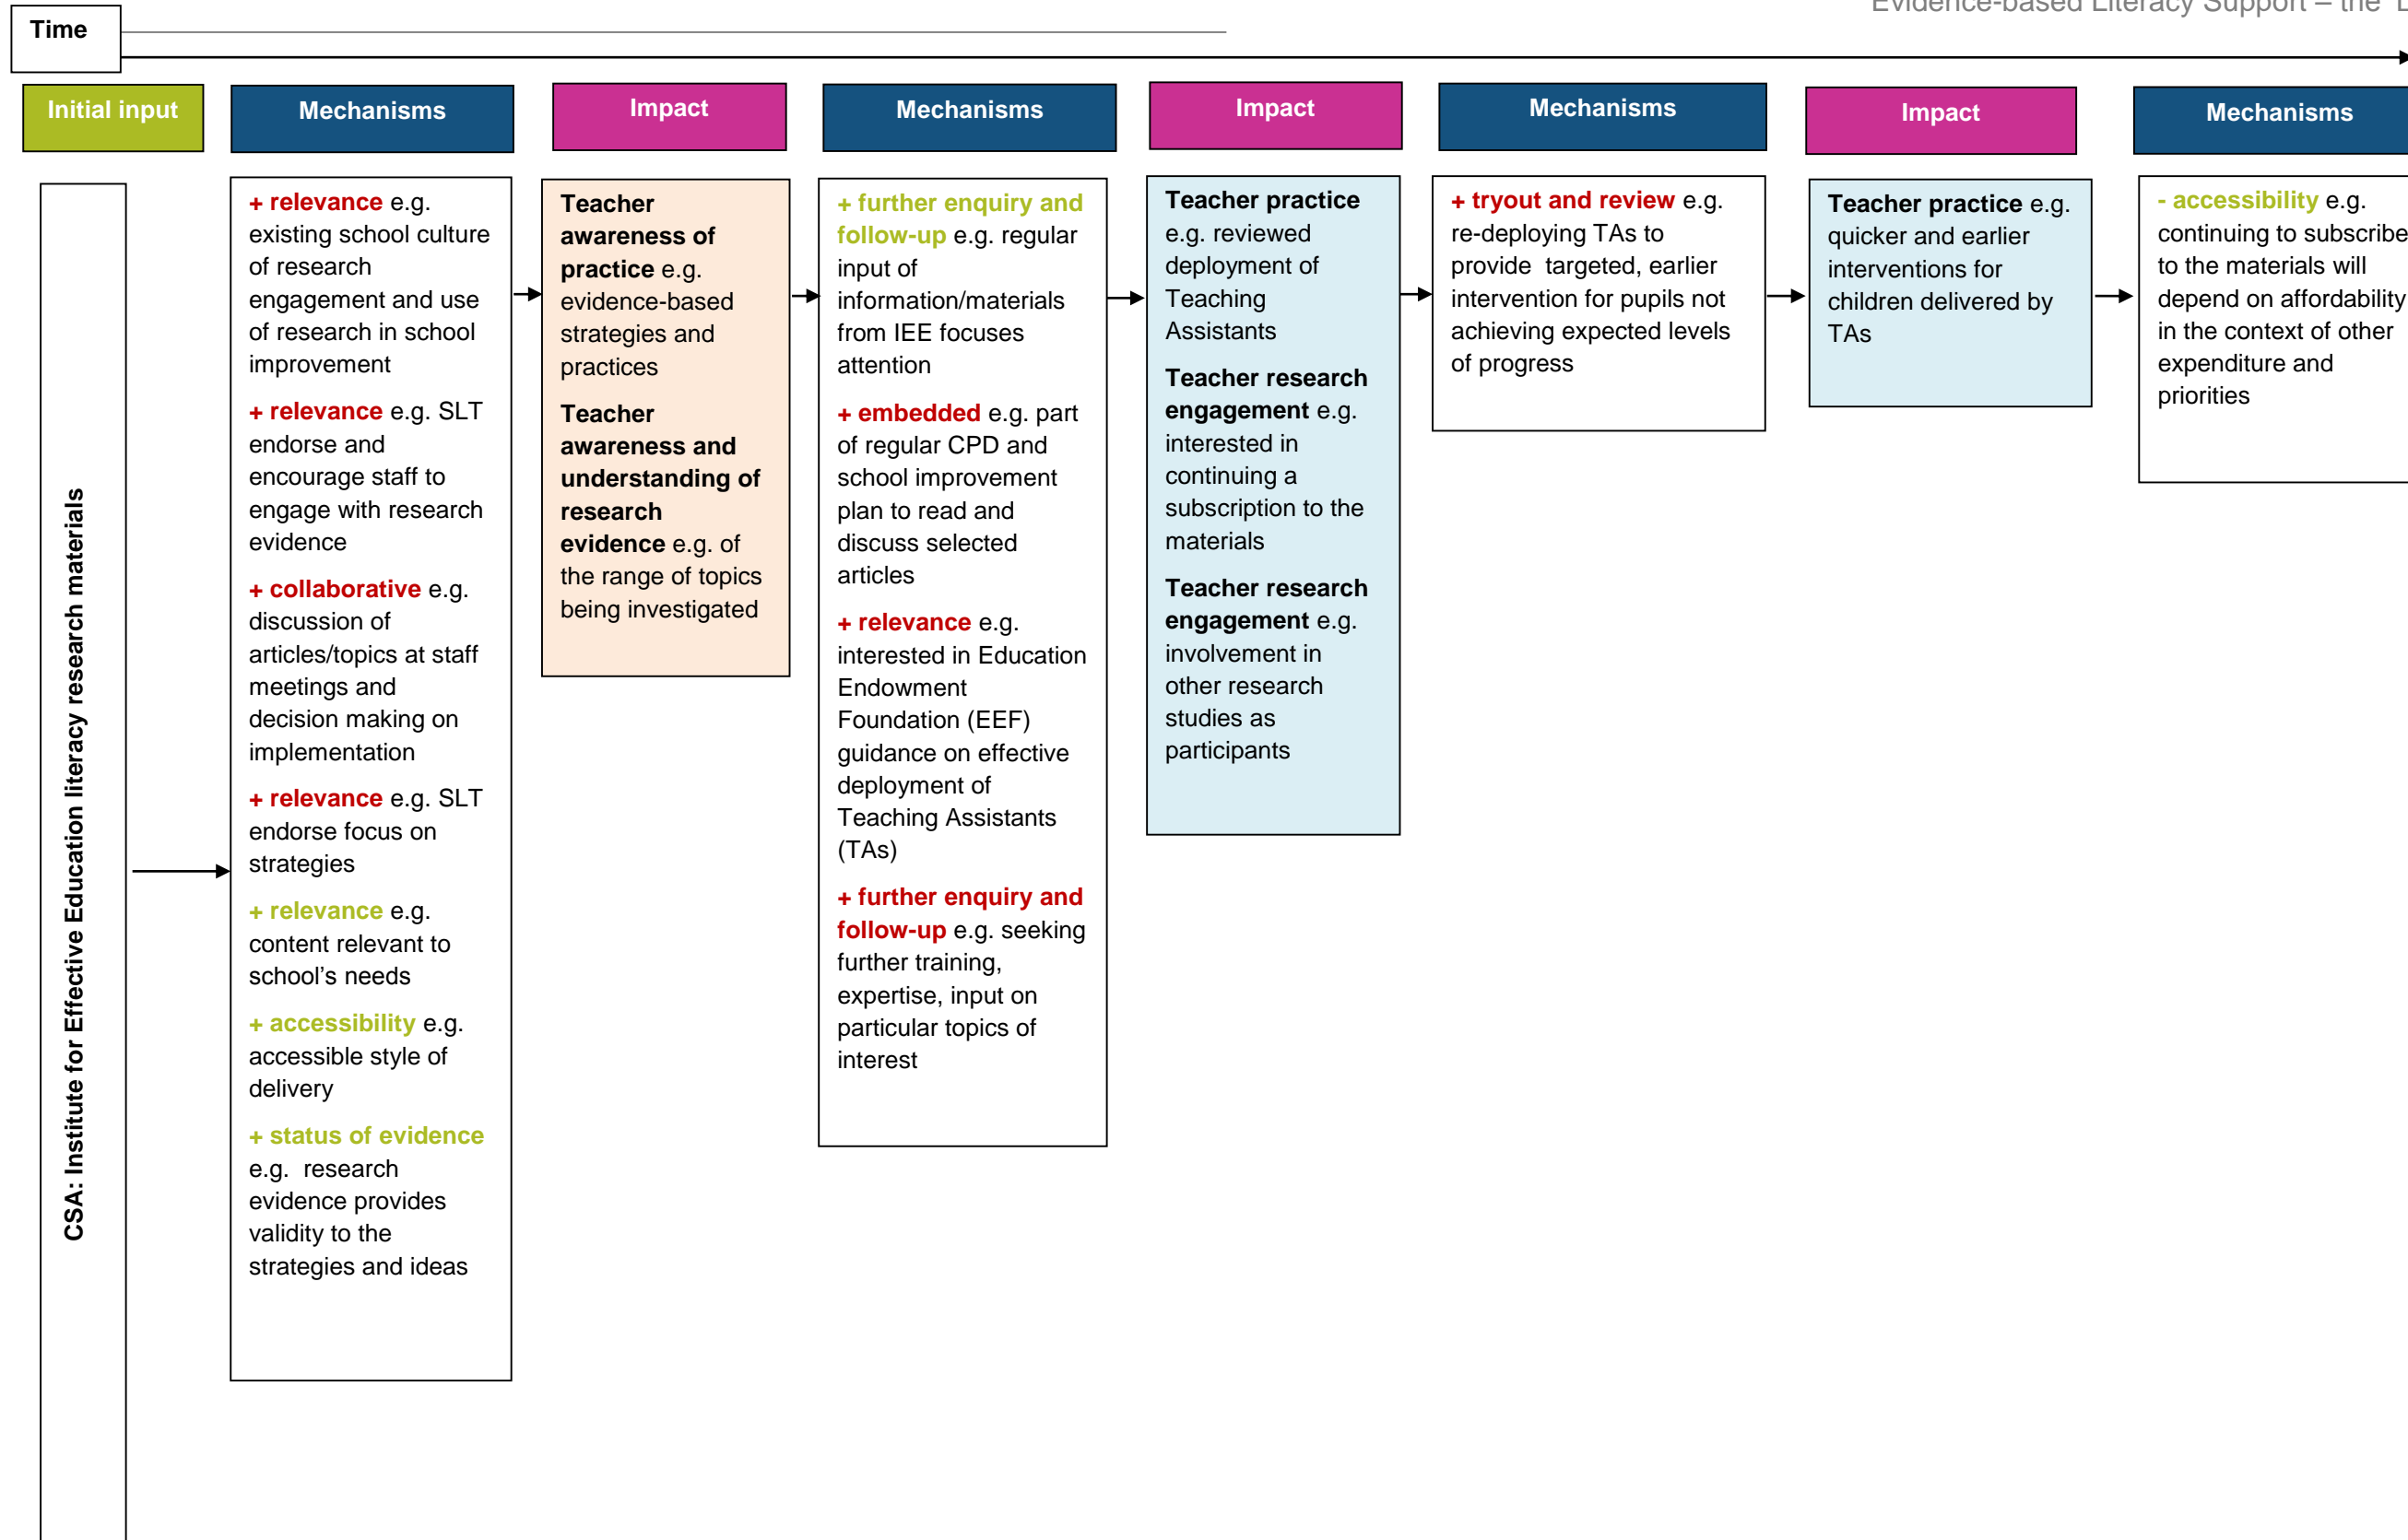 Evidence-based Literacy Support – the
Time
Initial input
Mechanisms
Impact
Mechanisms
Impact
Mechanisms
Impact
Mechanisms
CSA: Institute for Effective Education literacy research materials
+ relevance e.g.
existing school culture
of research
engagement and use
of research in school
improvement
+ relevance e.g. SLT
endorse and
encourage staff to
engage with research
evidence
+ collaborative e.g.
discussion of
articles/topics at staff
meetings and
decision making on
implementation
+ relevance e.g. SLT
endorse focus on
strategies
+ relevance e.g.
content relevant to
school’s needs
+ accessibility e.g.
accessible style of
delivery
+ status of evidence
e.g. research
evidence provides
validity to the
strategies and ideas
Teacher
awareness of
practice e.g.
evidence-based
strategies and
practices
Teacher
awareness and
understanding of
research
evidence e.g. of
the range of topics
being investigated
+ further enquiry and
follow-up e.g. regular
input of
information/materials
from IEE focuses
attention
+ embedded e.g. part
of regular CPD and
school improvement
plan to read and
discuss selected
articles
+ relevance e.g.
interested in Education
Endowment
Foundation (EEF)
guidance on effective
deployment of
Teaching Assistants
(TAs)
+ further enquiry and
follow-up e.g. seeking
further training,
expertise, input on
particular topics of
interest
Teacher practice
e.g. reviewed
deployment of
Teaching
Assistants
Teacher research
engagement e.g.
interested in
continuing a
subscription to the
materials
Teacher research
engagement e.g.
involvement in
other research
studies as
participants
+ tryout and review e.g.
re-deploying TAs to
provide targeted, earlier
intervention for pupils not
achieving expected levels
of progress
Teacher practice e.g.
quicker and earlier
interventions for
children delivered by
TAs
- accessibility e.g.
continuing to subscribe
to the materials will
depend on affordability
in the context of other
expenditure and
priorities